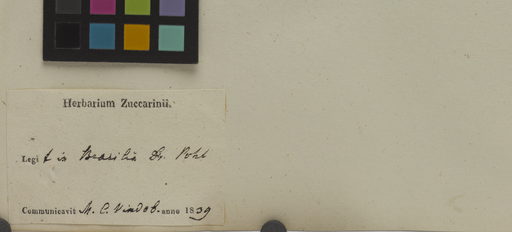 Herbarium Zuccarinii.
Legit in Brasilia Dr. Pohl
Communicavit M. C. Vindob. anno 1839